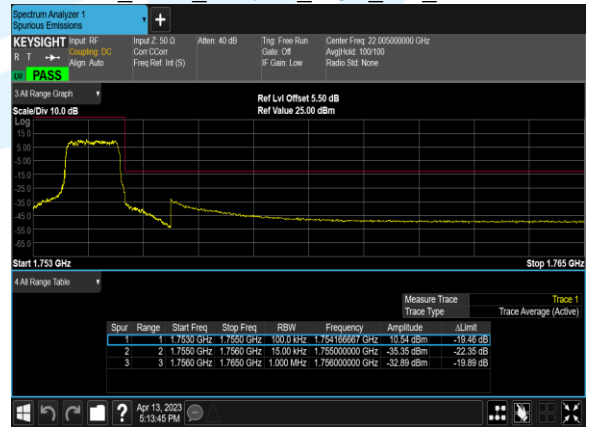 Spectrum Analyzer 1
Spurious Emissions
+
KEYSIGHT Input: RF Input Z: 50 Ω Atten: 40 dB Trig: Free Run Center Freq: 22.005000000 GHz
R T Coupling: DC Corr CCorr Gate: Off Avg|Hold: 100/100
Align: Auto Freq Ref: Int (S) IF Gain: Low Radio Std: None
PASS
3 All Range Graph
Ref Lvl Offset 5.50 dB
Scale/Div 10.0 dB Ref Value 25.00 dBm
Log
15.0
5.00
-5.00
-15.0
-25.0
-35.0
-45.0
-55.0
-65.0
Start 1.753 GHz Stop 1.765 GHz
4 All Range Table
Measure Trace Trace 1
Trace Type Trace Average (Active)
Spur Range Start Freq Stop Freq RBW Frequency Amplitude ΔLimit
1 1 1.7530 GHz 1.7550 GHz 100.0 kHz 1.754166667 GHz 10.54 dBm -19.46 dB
2 2 1.7550 GHz 1.7560 GHz 15.00 kHz 1.755000000 GHz -35.35 dBm -22.35 dB
3 3 1.7560 GHz 1.7650 GHz 1.000 MHz 1.756000000 GHz -32.89 dBm -19.89 dB
? Apr 13, 2023
5:13:45 PM